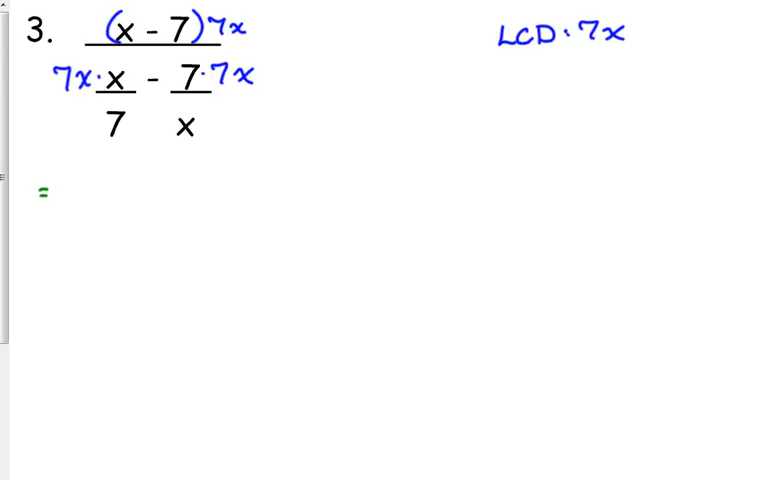 3. (x - 7) 7x
LCD: 7x
7x · x - 7 · 7x
7 x
=